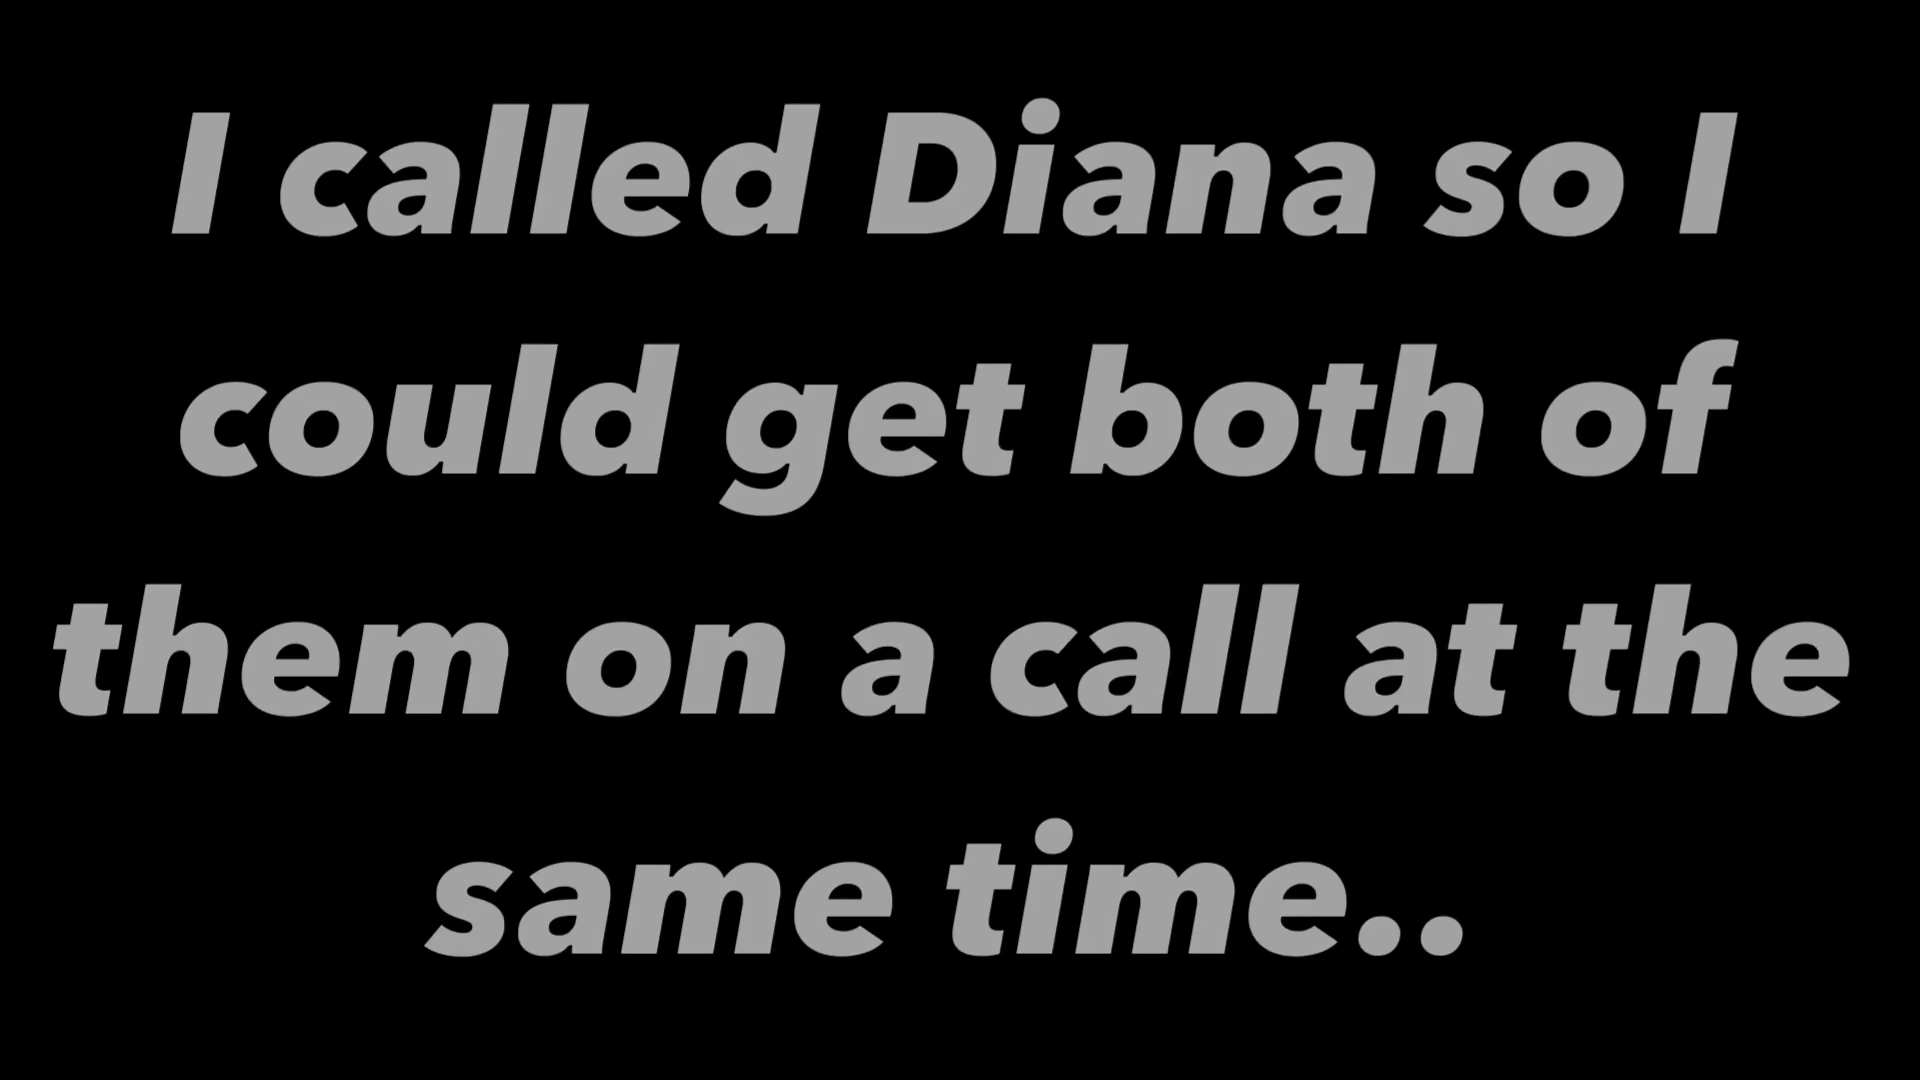 I called Diana so I
could get both of
them on a call at the
same time..